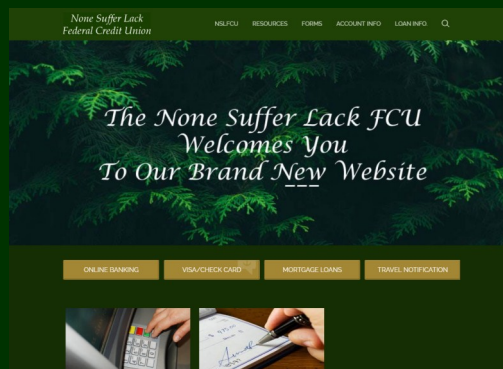 None Suffer Lack
Federal Credit Union
NSLFCU RESOURCES FORMS ACCOUNT INFO LOAN INFO.
The None Suffer Lack FCU
Welcomes You
To Our Brand New Website
ONLINE BANKING VISA/CHECK CARD MORTGAGE LOANS TRAVEL NOTIFICATION